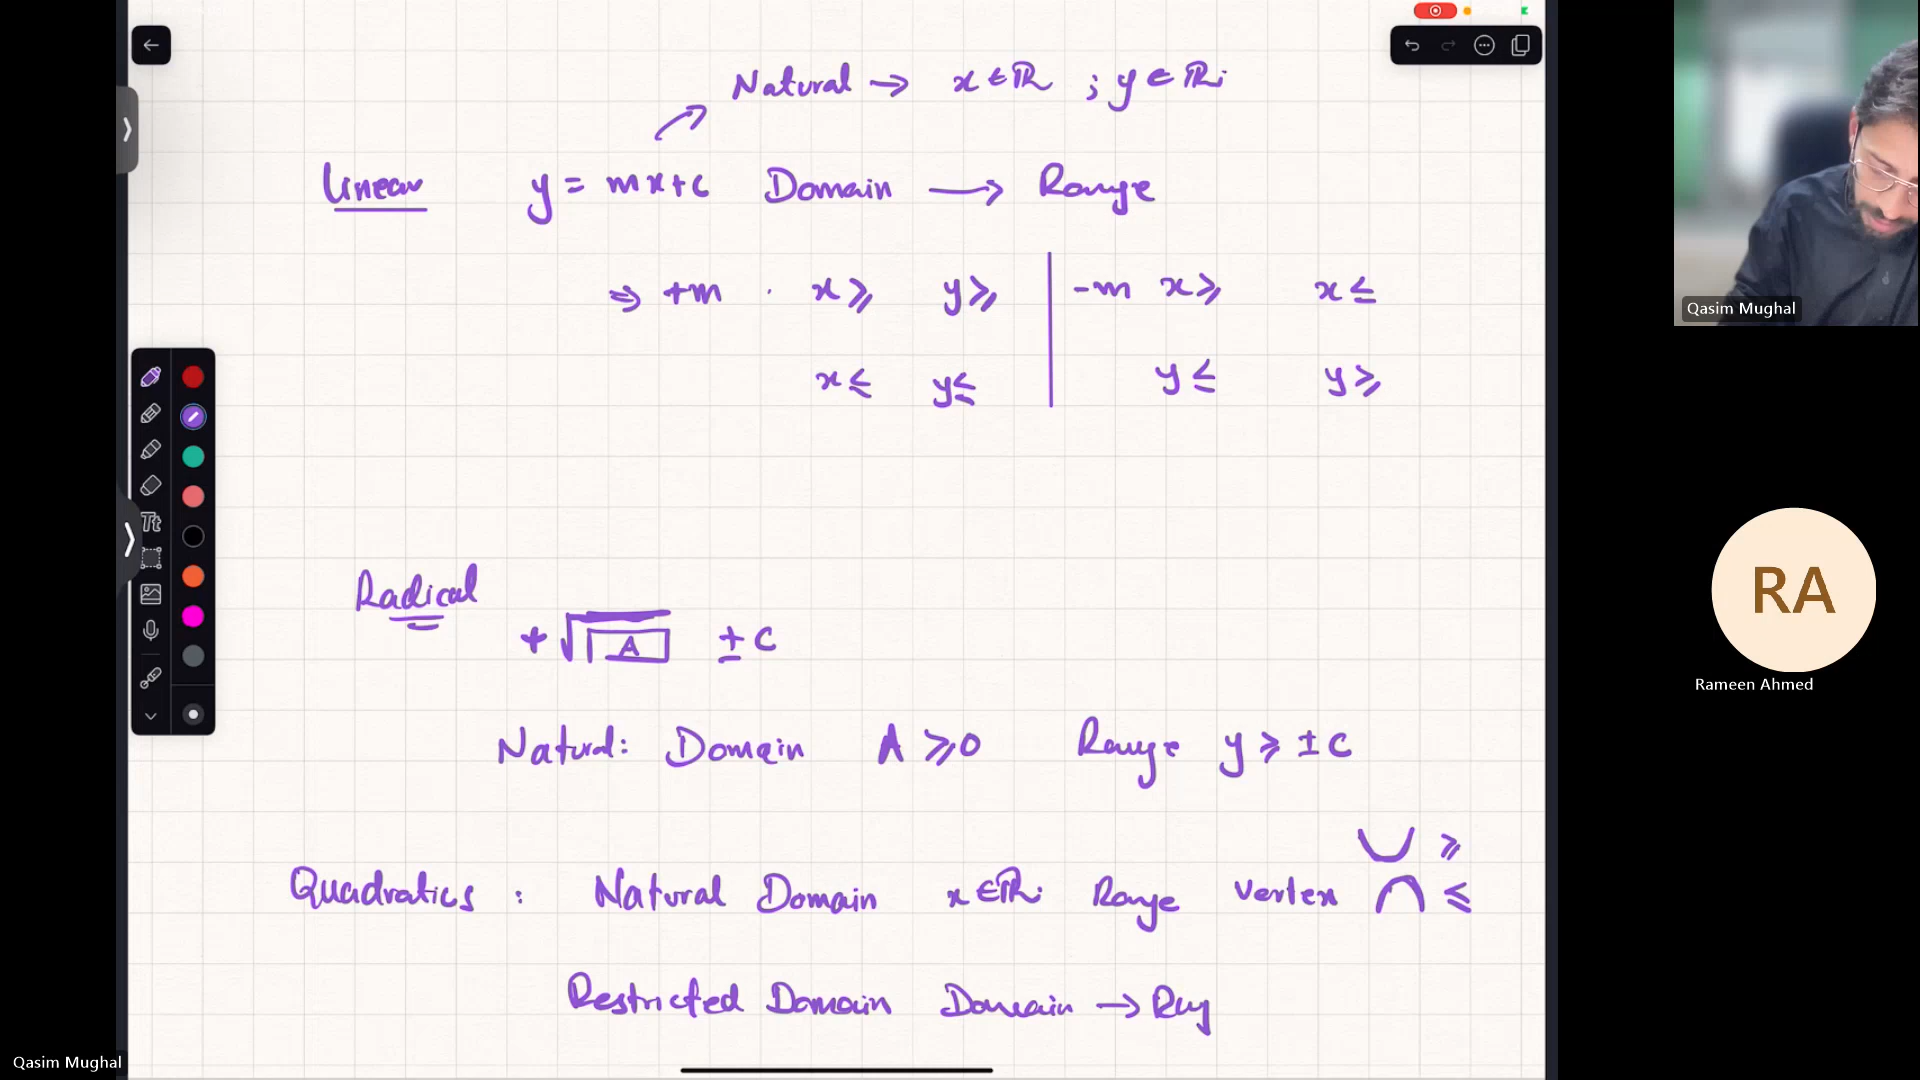 Natural → x ∈ ℝ ; y ∈ ℝ
Linear y = mx+c Domain → Range
⇒ +m · x ⩾ y ⩾ -m x ⩾ x ≤
x ≤ y ≤ y ≤ y ⩾
Radical
+√A ± c
Natural: Domain A ⩾ 0 Range y ⩾ ± c
⩾
Quadratics : Natural Domain x ∈ ℝ Range Vertex ≤
Restricted Domain Domain →
Tt
Qasim Mughal
RA
Rameen Ahmed
Qasim Mughal